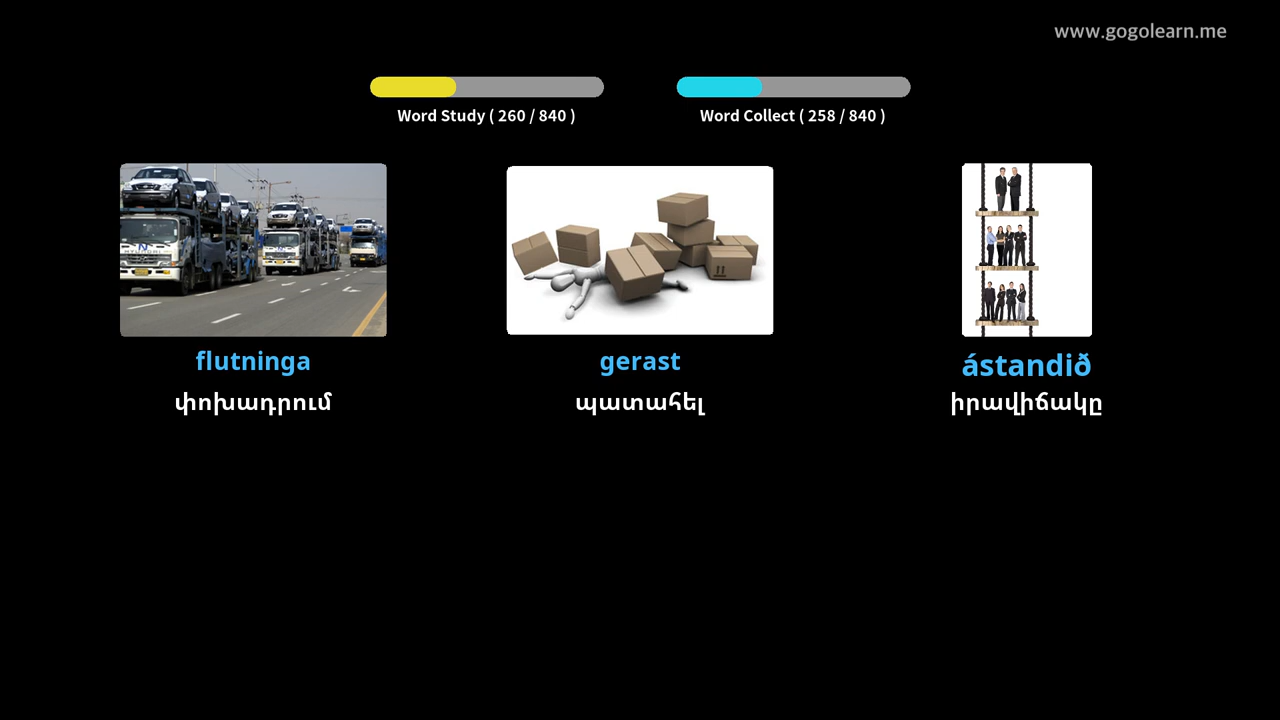 www.gogolearn.me
Word Study ( 260 / 840 )
Word Collect ( 258 / 840 )
flutninga
փոխադրում
gerast
պատահել
ástandið
իրավիճակը